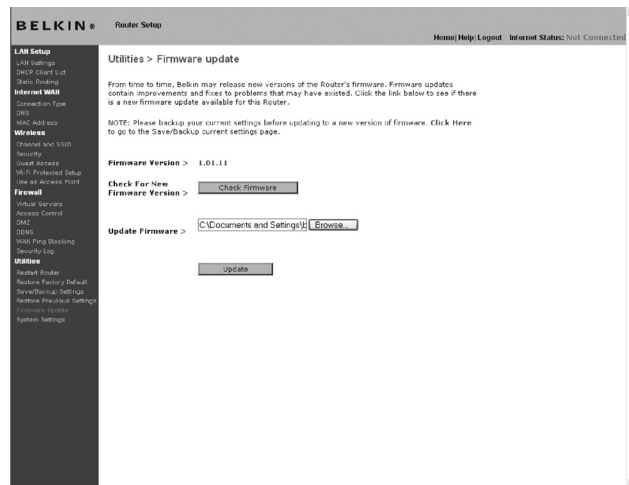 BELKIN® Router Setup
Home|Help|Logout Internet Status: Not Connected
LAN Setup
LAN Settings
DHCP Client List
Static Routing
Internet WAN
Connection Type
DNS
MAC Address
Wireless
Channel and SSID
Security
Guest Access
Wi-Fi Protected Setup
Use as Access Point
Firewall
Virtual Servers
Access Control
DMZ
DDNS
WAN Ping Blocking
Security Log
Utilities
Restart Router
Restore Factory Default
Save/Backup Settings
Restore Previous Settings
Firmware Update
System Settings
Utilities > Firmware update
From time to time, Belkin may release new versions of the Router's firmware. Firmware updates
contain improvements and fixes to problems that may have existed. Click the link below to see if there
is a new firmware update available for this Router.
NOTE: Please backup your current settings before updating to a new version of firmware. Click Here
to go to the Save/Backup current settings page.
Firmware Version > 1.01.11
Check For New
Firmware Version > Check Firmware
Update Firmware > C:\Documents and Settings\b Browse...
Update